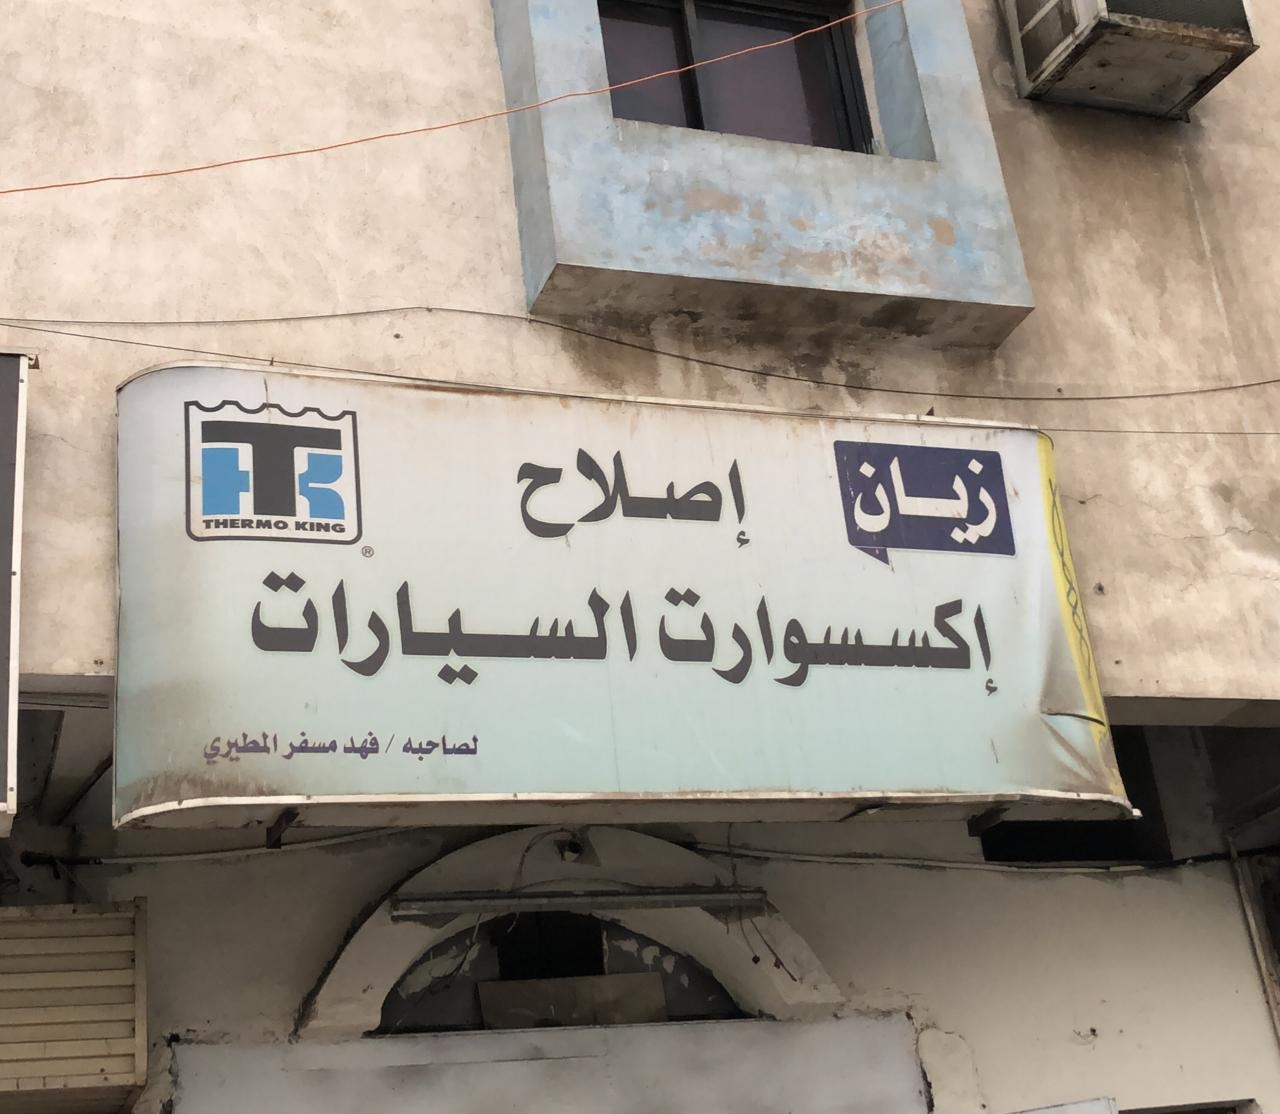 زيان
إصلاح
THERMO KING
®
إكسسوارت السيارات
لصاحبه / فهد مسفر المطيري